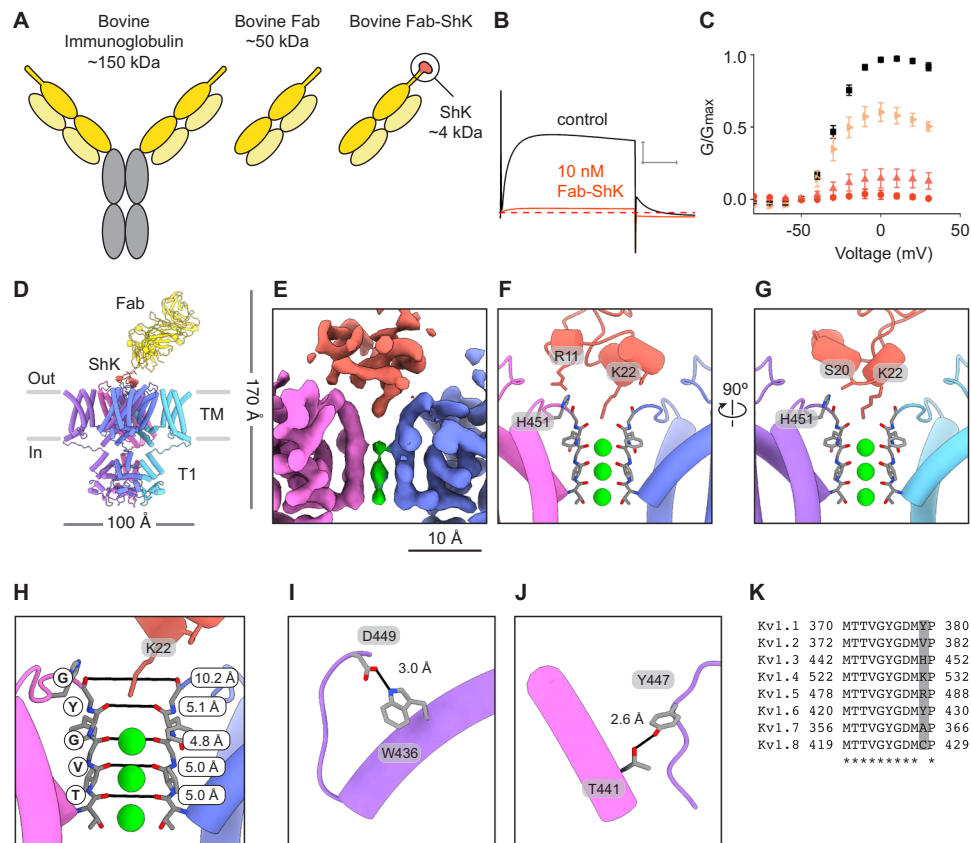 A
Bovine
Immunoglobulin
~150 kDa
Bovine Fab
~50 kDa
Bovine Fab-ShK
ShK
~4 kDa
B
control
10 nM
Fab-ShK
C
G/Gmax
1.0
0.5
0.0
-50
0
50
Voltage (mV)
D
Fab
ShK
Out
In
TM
T1
170 Å
100 Å
E
10 Å
F
R11
K22
H451
90º
G
S20
K22
H451
H
K22
G
10.2 Å
Y
5.1 Å
G
4.8 Å
V
5.0 Å
T
5.0 Å
I
D449
3.0 Å
W436
J
Y447
2.6 Å
T441
K
Kv1.1 370 MTTVGYGDMYP 380
Kv1.2 372 MTTVGYGDMVP 382
Kv1.3 442 MTTVGYGDMHP 452
Kv1.4 522 MTTVGYGDMKP 532
Kv1.5 478 MTTVGYGDMRP 488
Kv1.6 420 MTTVGYGDMYP 430
Kv1.7 356 MTTVGYGDMAP 366
Kv1.8 419 MTTVGYGDMCP 429
********* *